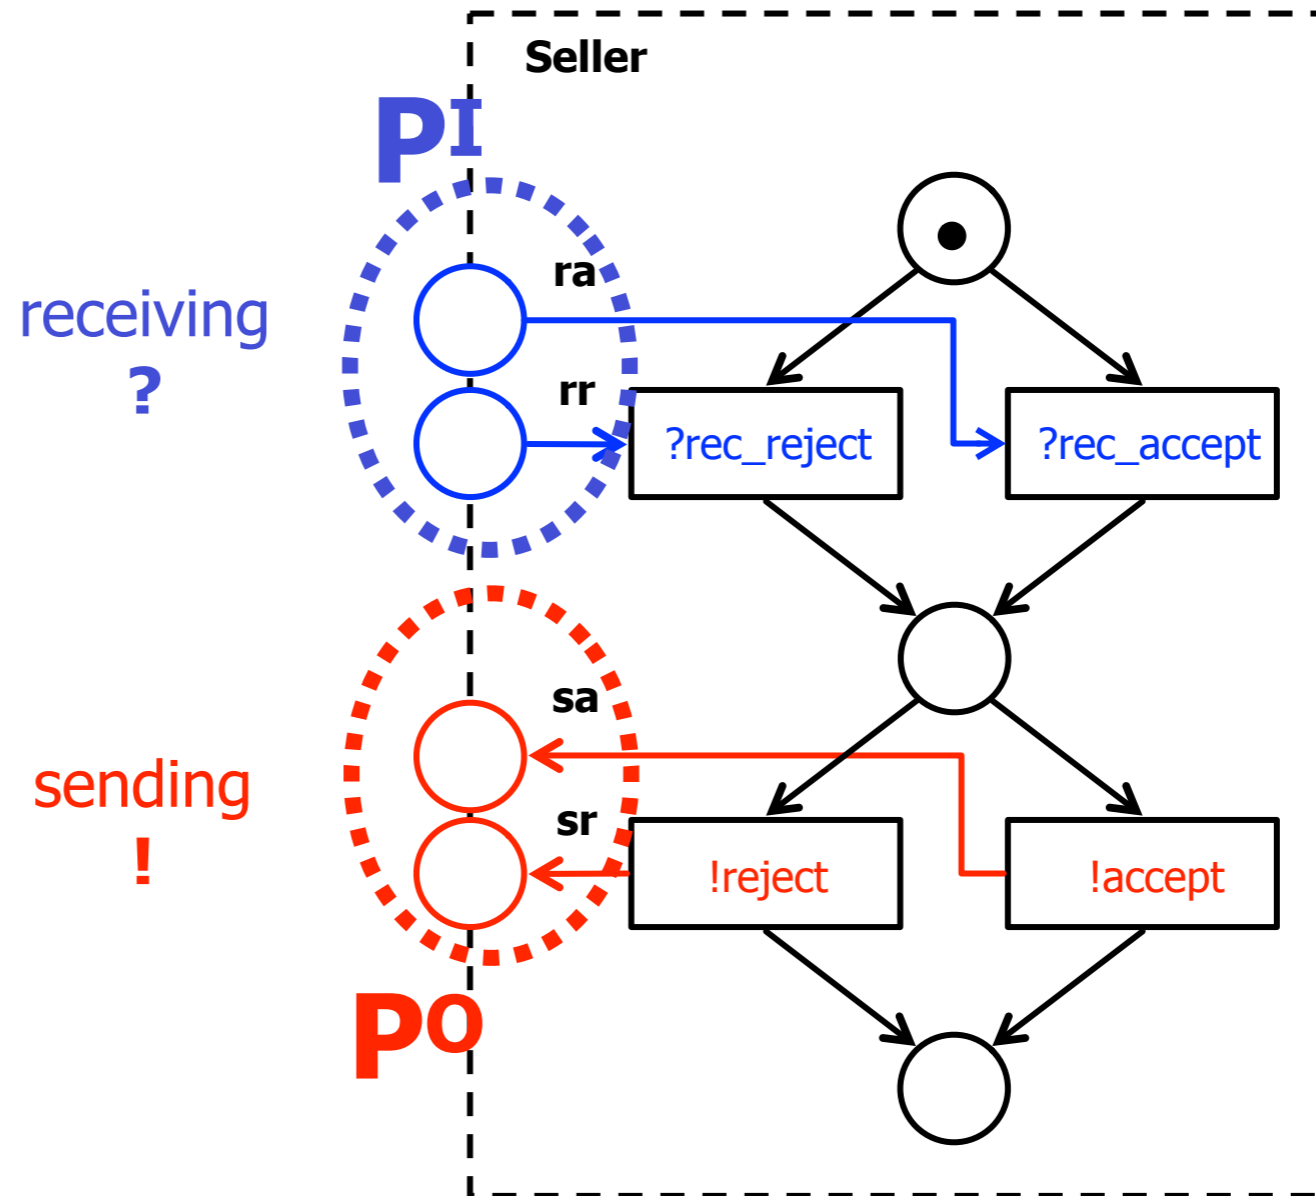 Seller
PI
ra
receiving
?
rr
?rec_reject
?rec_accept
sa
sending
!
sr
!reject
!accept
PO